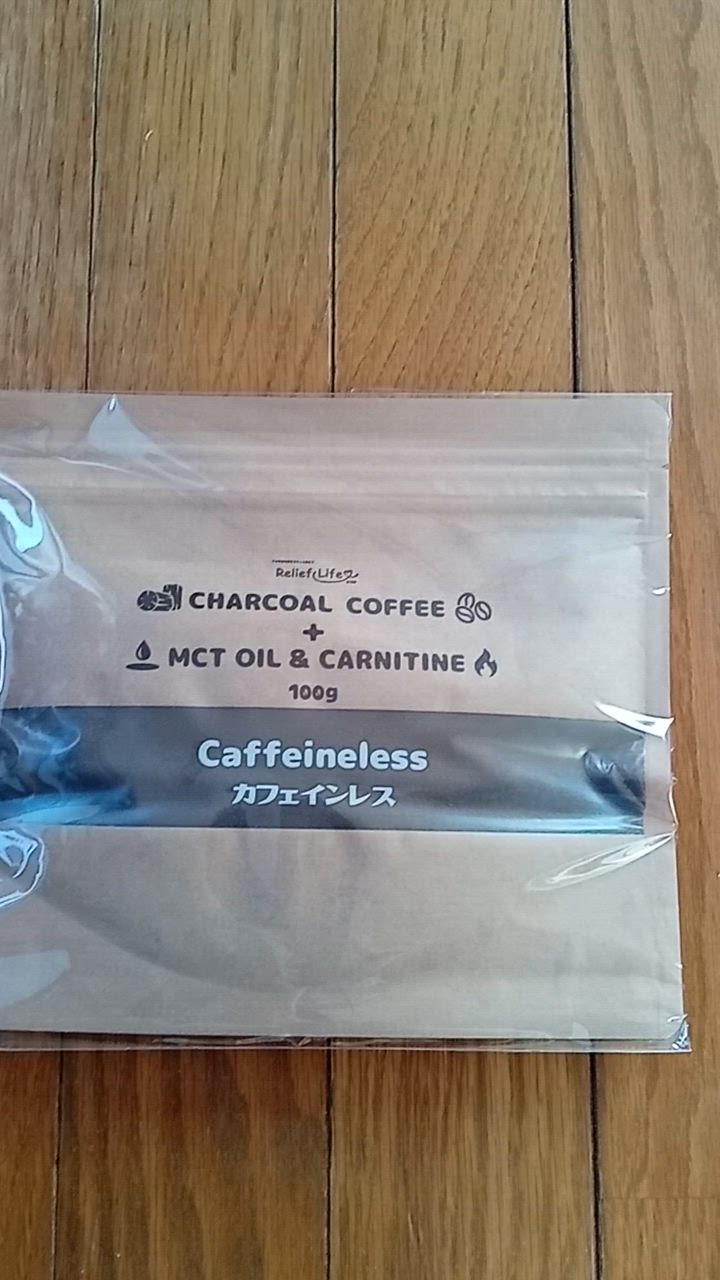 Relief Life
CHARCOAL COFFEE
+
MCT OIL & CARNITINE
100g
Caffeineless
カフェインレス